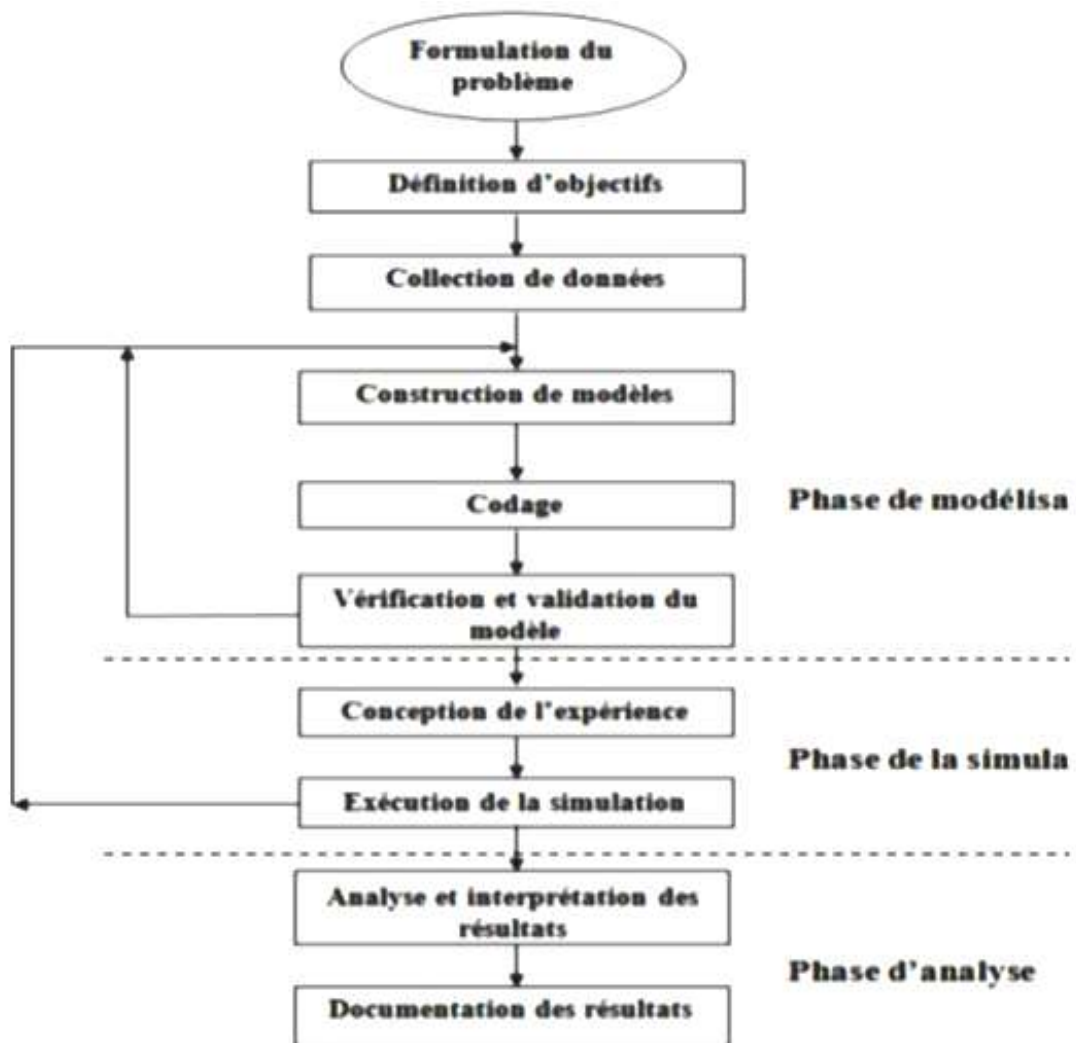 Formulation du
problème
Définition d'objectifs
Collection de données
Construction de modèles
Codage
Phase de modélisa
Vérification et validation du
modèle
Conception de l'expérience
Phase de la simula
Exécution de la simulation
Analyse et interprétation des
résultats
Phase d'analyse
Documentation des résultats